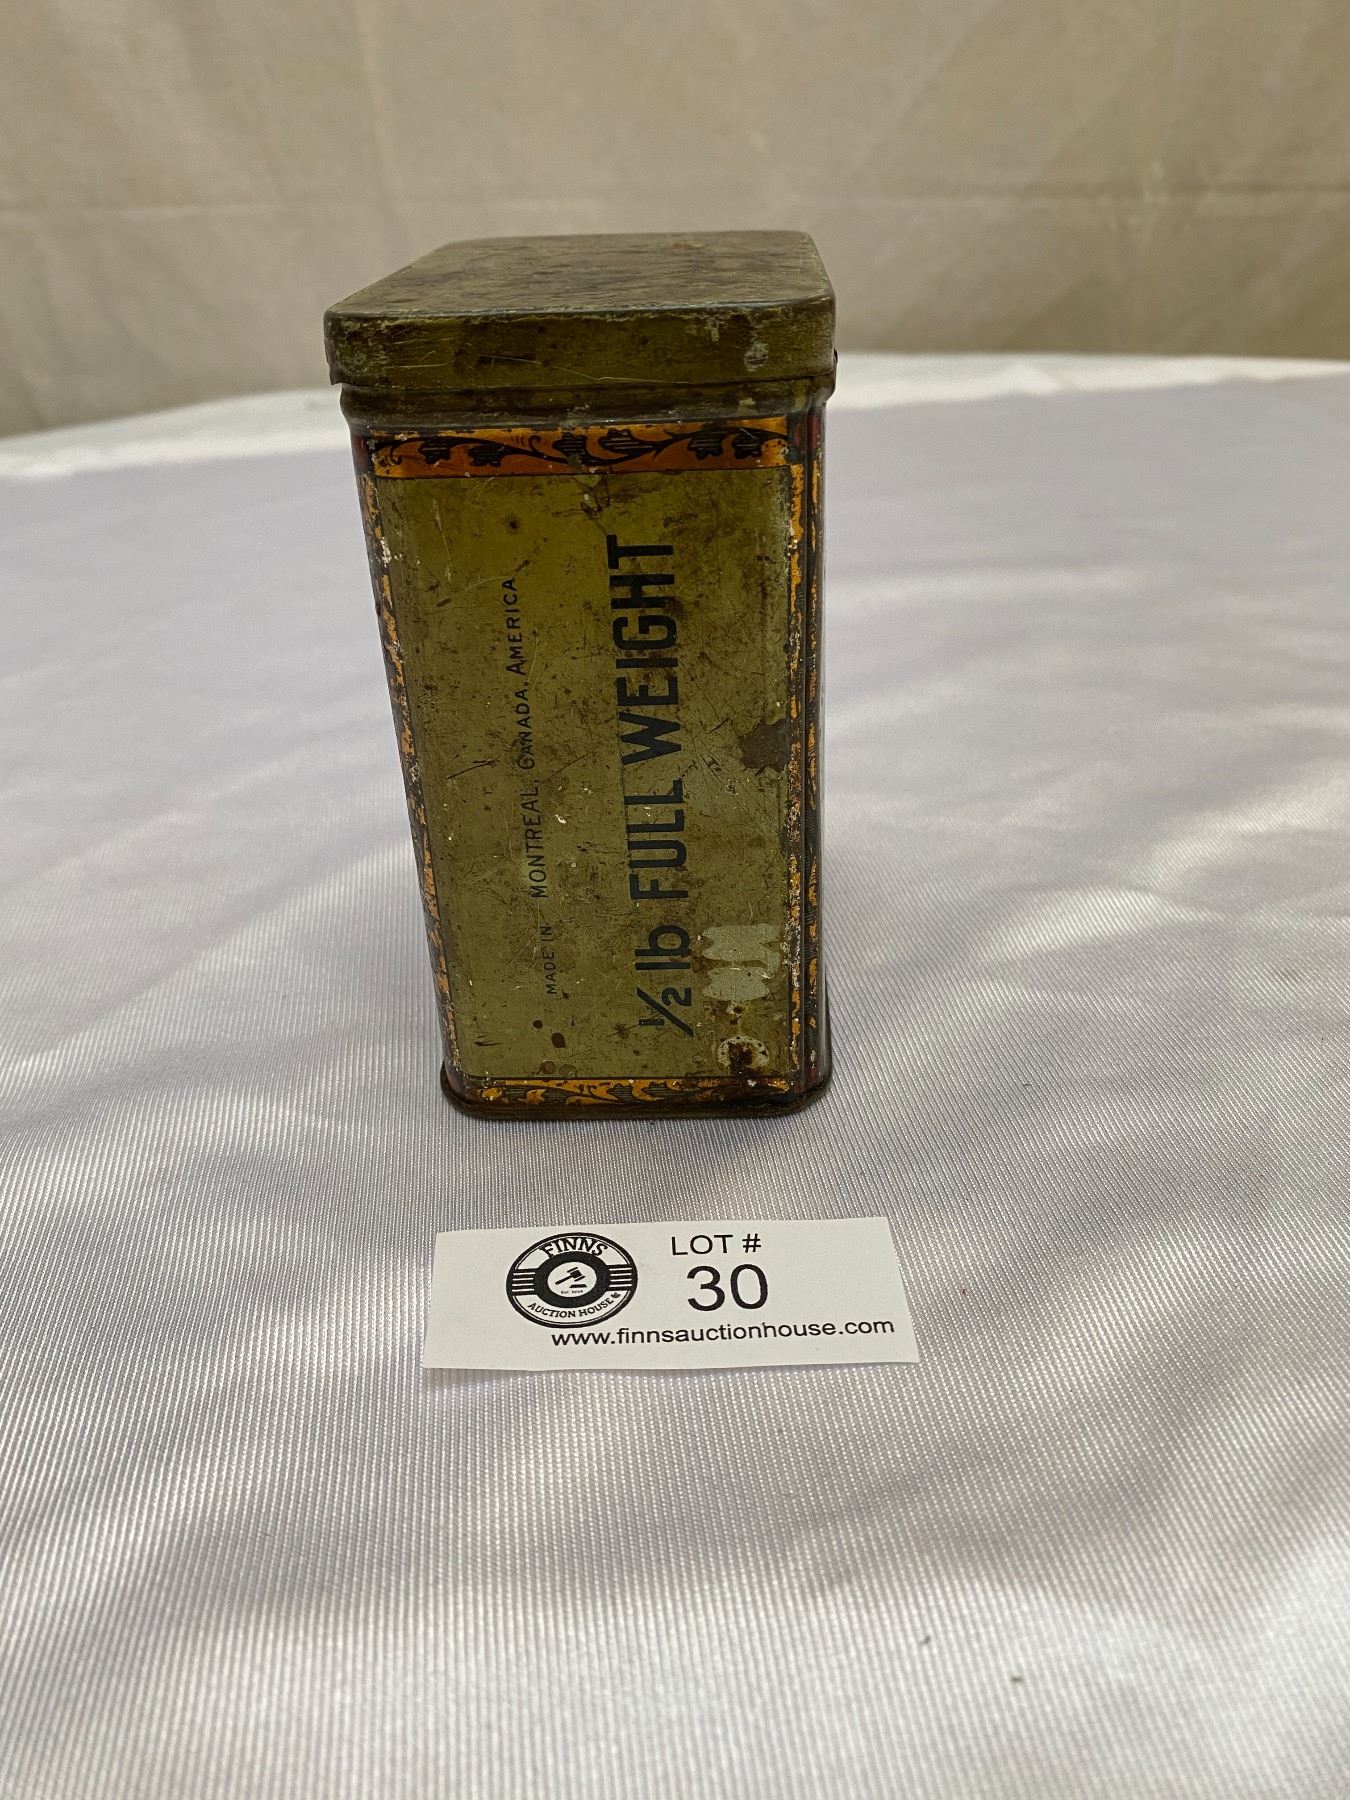 MADE IN MONTREAL, CANADA, AMERICA
1/2 lb FULL WEIGHT
FINNS
AUCTION HOUSE
LOT #
30
www.finnsauctionhouse.com